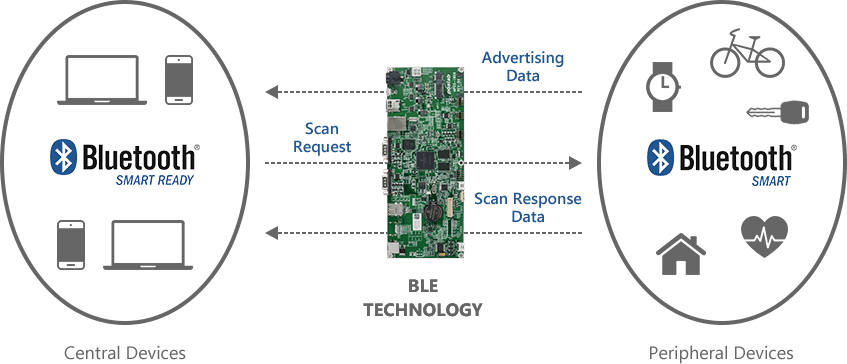 Advertising
Data
Scan
Request
Bluetooth®
SMART READY
Bluetooth®
SMART
Scan Response
Data
BLE
TECHNOLOGY
Central Devices
Peripheral Devices